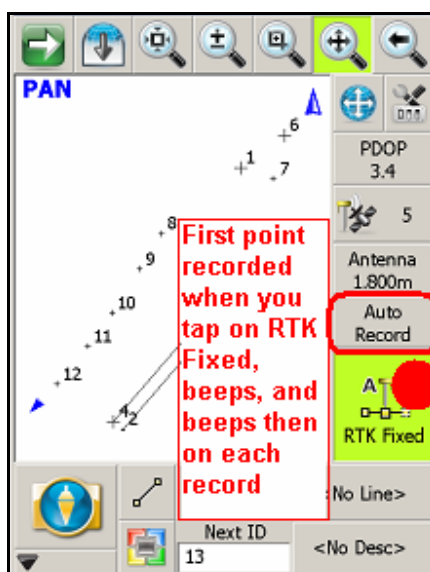 PAN
6
1
7
PDOP
3.4
5
8
First point
recorded
when you
tap on RTK
Fixed,
beeps, and
beeps then
on each
record
9
Antenna
1.800m
10
Auto
Record
11
12
4
2
A
RTK Fixed
<No Line>
Next ID
13
<No Desc>